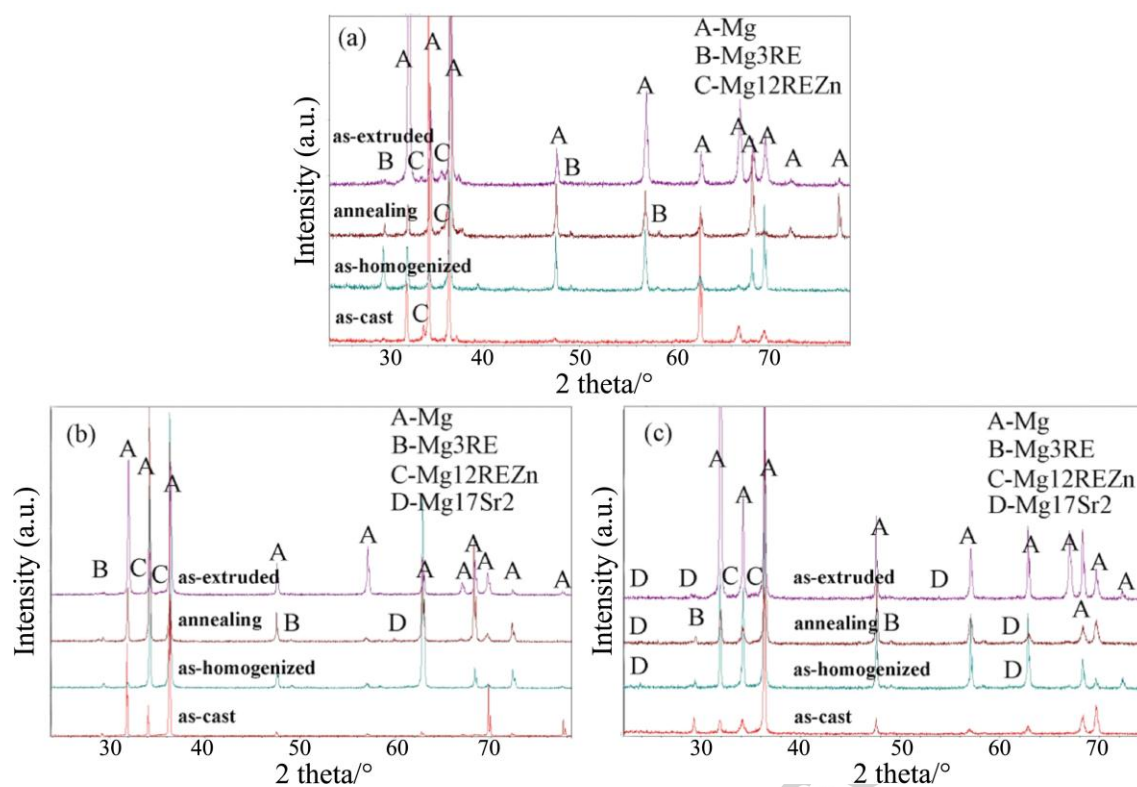 (a)
A-Mg
B-Mg3RE
C-Mg12REZn
A
A
A
A
as-extruded
B C C A B A A A A A A
annealing C B
as-homogenized
as-cast C
Intensity (a.u.)
30 40 50 60 70
2 theta/°
(b)
A-Mg
B-Mg3RE
C-Mg12REZn
D-Mg17Sr2
A A A
A A A A A A A
B C C as-extruded
annealing B D
as-homogenized
as-cast
Intensity (a.u.)
30 40 50 60 70
2 theta/°
(c)
A-Mg
B-Mg3RE
C-Mg12REZn
D-Mg17Sr2
A A A
A A A A A A
D D C C as-extruded D
D B annealing B D A
D as-homogenized D
as-cast
Intensity (a.u.)
30 40 50 60 70
2 theta/°